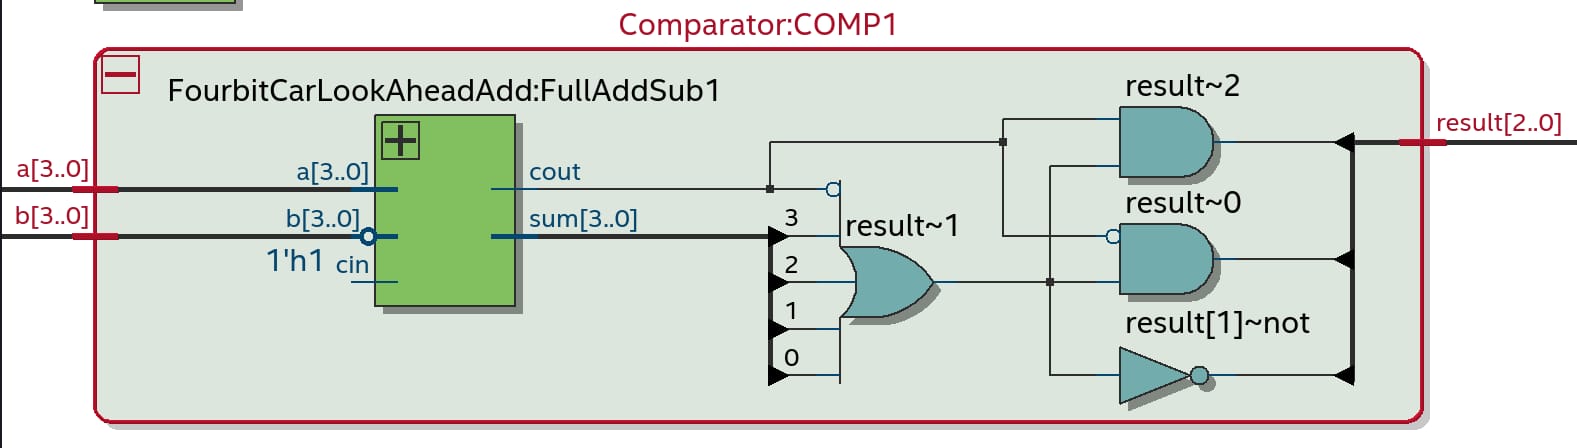 Comparator:COMP1
FourbitCarLookAheadAdd:FullAddSub1
result~2
result[2..0]
a[3..0]
a[3..0]
cout
b[3..0]
b[3..0]
sum[3..0]
3
result~1
result~0
1'h1
cin
2
1
result[1]~not
0